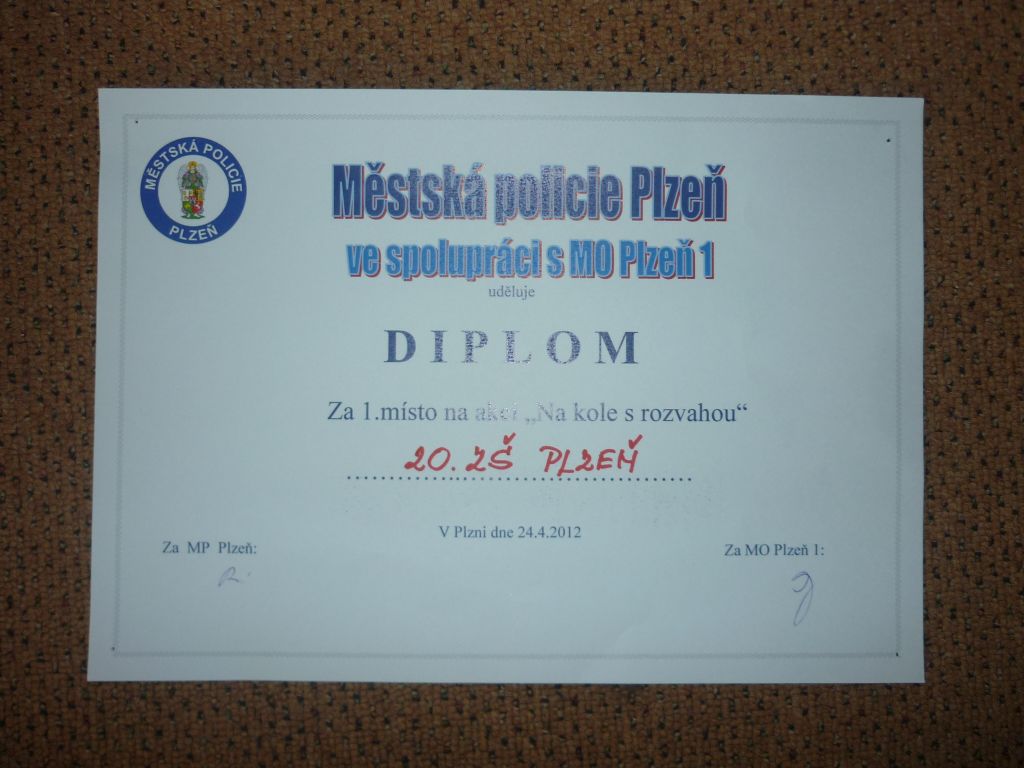 MĚSTSKÁ POLICIE
PLZEŇ
Městská policie Plzeň
ve spolupráci s MO Plzeň 1
uděluje
DIPLOM
Za 1.místo na akci „Na kole s rozvahou“
20. ZŠ PLZEŇ
V Plzni dne 24.4.2012
Za MP Plzeň:
Za MO Plzeň 1: